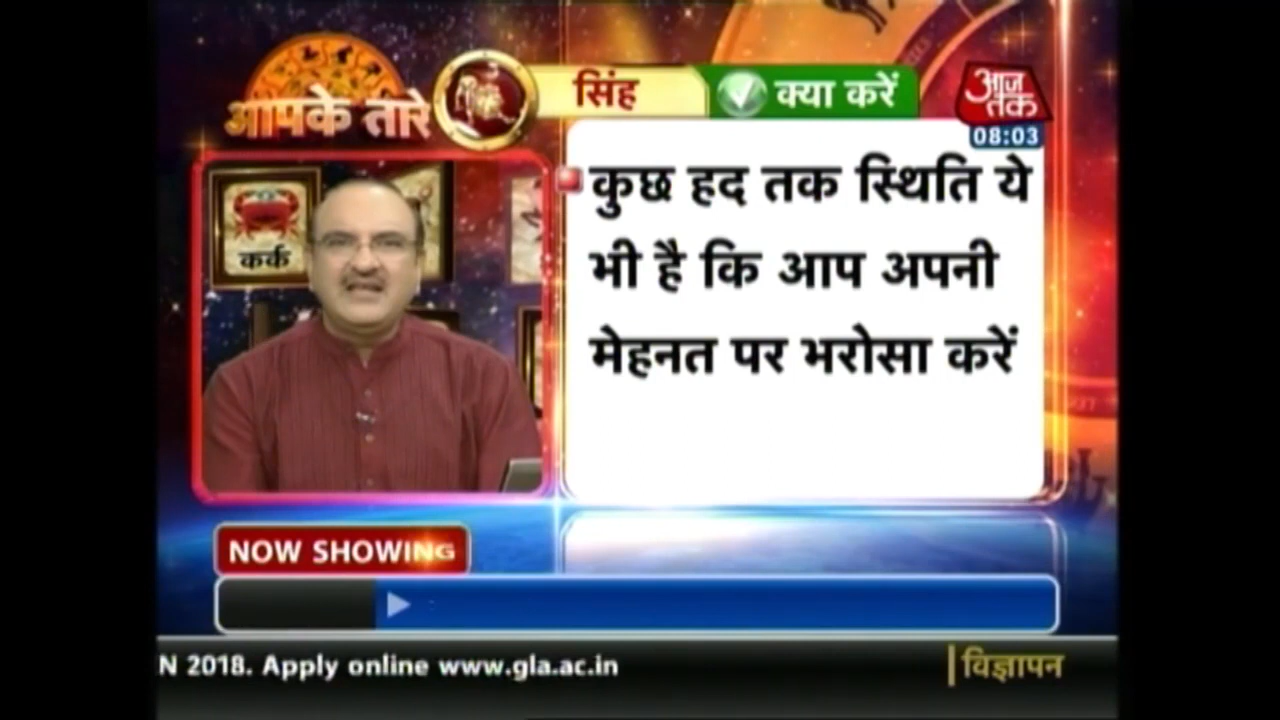 आपके तारे
सिंह
क्या करें
आज
तक
08:03
कर्क
कुछ हद तक स्थिति ये
भी है कि आप अपनी
मेहनत पर भरोसा करें
NOW SHOWING
N 2018. Apply online www.gla.ac.in
विज्ञापन